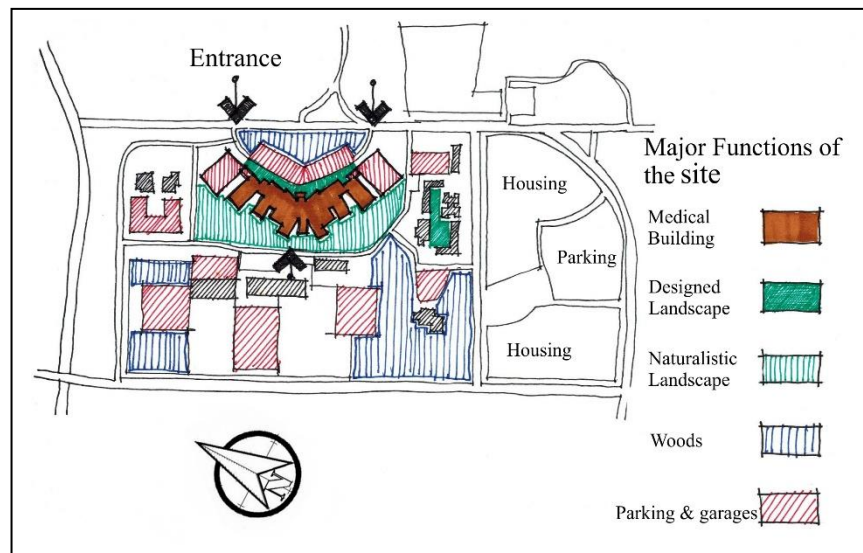 Entrance
Major Functions of
the site
Housing
Medical
Building
Parking
Designed
Landscape
Housing
Naturalistic
Landscape
Woods
Parking & garages
N